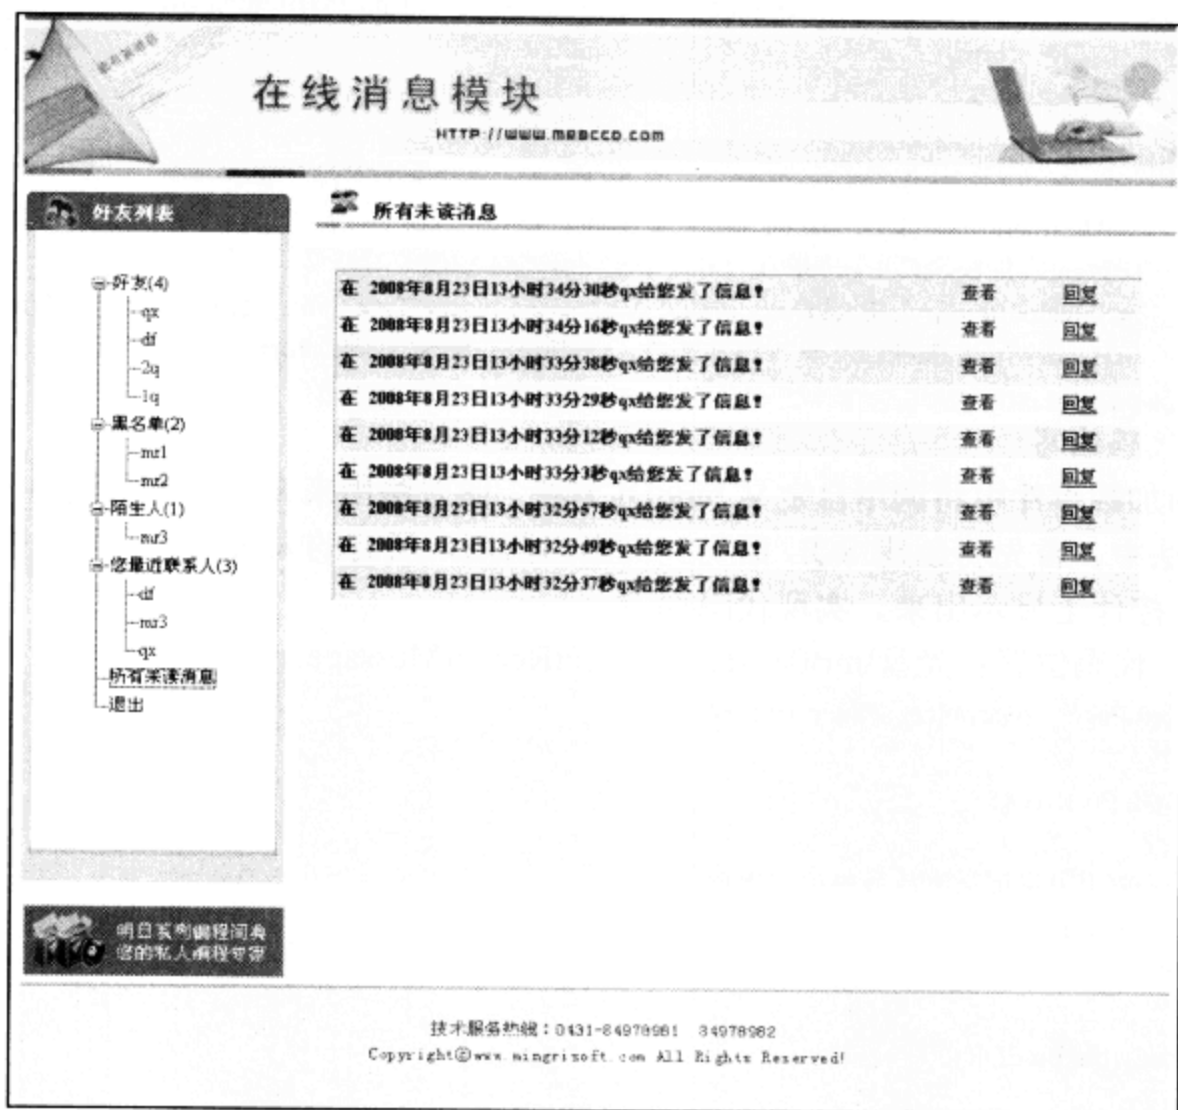 在线消息模块
HTTP://WWW.MRBCCD.COM
好友列表
好友(4)
qx
df
2q
1q
黑名单(2)
mr1
mr2
陌生人(1)
mr3
您最近联系人(3)
df
mr3
qx
所有未读消息
退出
所有未读消息
在 2008年8月23日13小时34分30秒qx给您发了信息! 查看 回复
在 2008年8月23日13小时34分16秒qx给您发了信息! 查看 回复
在 2008年8月23日13小时33分38秒qx给您发了信息! 查看 回复
在 2008年8月23日13小时33分29秒qx给您发了信息! 查看 回复
在 2008年8月23日13小时33分12秒qx给您发了信息! 查看 回复
在 2008年8月23日13小时33分3秒qx给您发了信息! 查看 回复
在 2008年8月23日13小时32分57秒qx给您发了信息! 查看 回复
在 2008年8月23日13小时32分49秒qx给您发了信息! 查看 回复
在 2008年8月23日13小时32分37秒qx给您发了信息! 查看 回复
明日系列编程词典
您的私人编程专家
技术服务热线：0431-84978981 84978982
Copyright@www.mingrisoft.com All Rights Reserved!